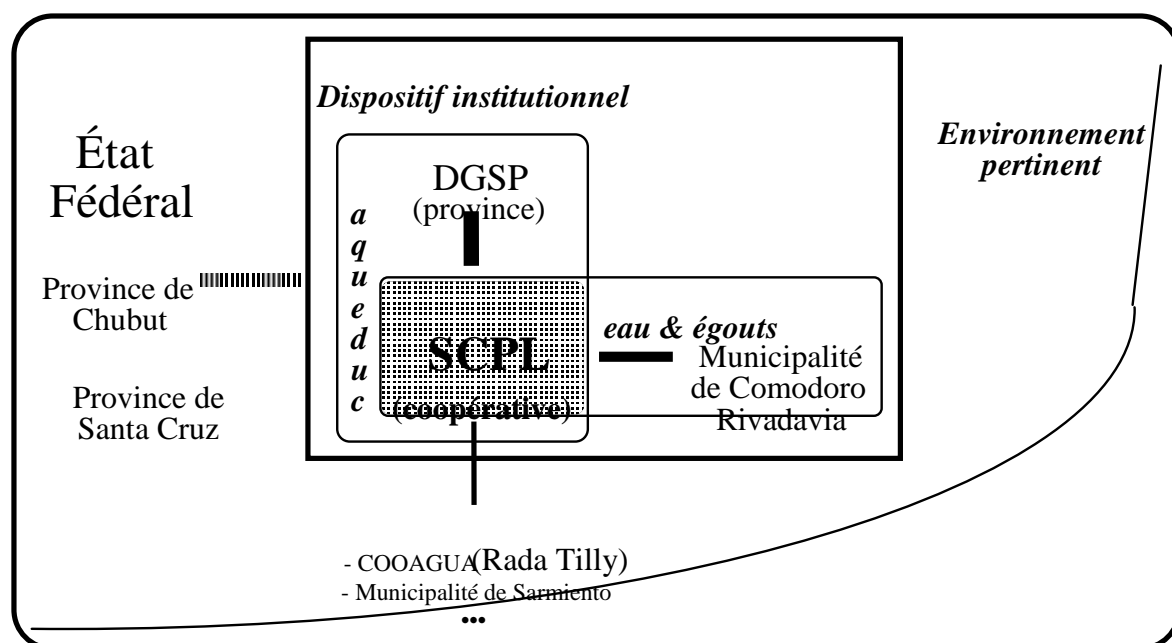 Dispositif institutionnel
Environnement
pertinent
État
Fédéral
DGSP
(province)
a
q
u
e
d
u
c
Province de
Chubut
eau & égouts
SCPL
(coopérative)
Municipalité
de Comodoro
Rivadavia
Province de
Santa Cruz
- COOAGUA(Rada Tilly)
- Municipalité de Sarmiento
...